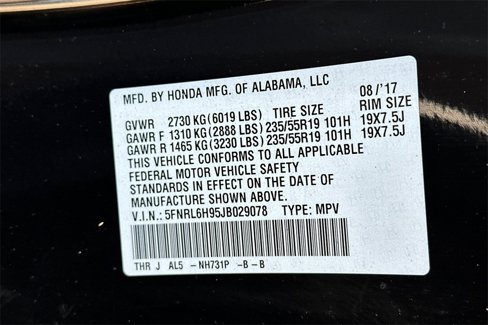 MFD. BY HONDA MFG. OF ALABAMA, LLC 08/'17
GVWR 2730 KG (6019 LBS) TIRE SIZE RIM SIZE
GAWR F 1310 KG (2888 LBS) 235/55R19 101H 19X7.5J
GAWR R 1465 KG (3230 LBS) 235/55R19 101H 19X7.5J
THIS VEHICLE CONFORMS TO ALL APPLICABLE
FEDERAL MOTOR VEHICLE SAFETY
STANDARDS IN EFFECT ON THE DATE OF
MANUFACTURE SHOWN ABOVE.
V.I.N.: 5FNRL6H95JB029078 TYPE: MPV
THR J AL5 -NH731P -B-B